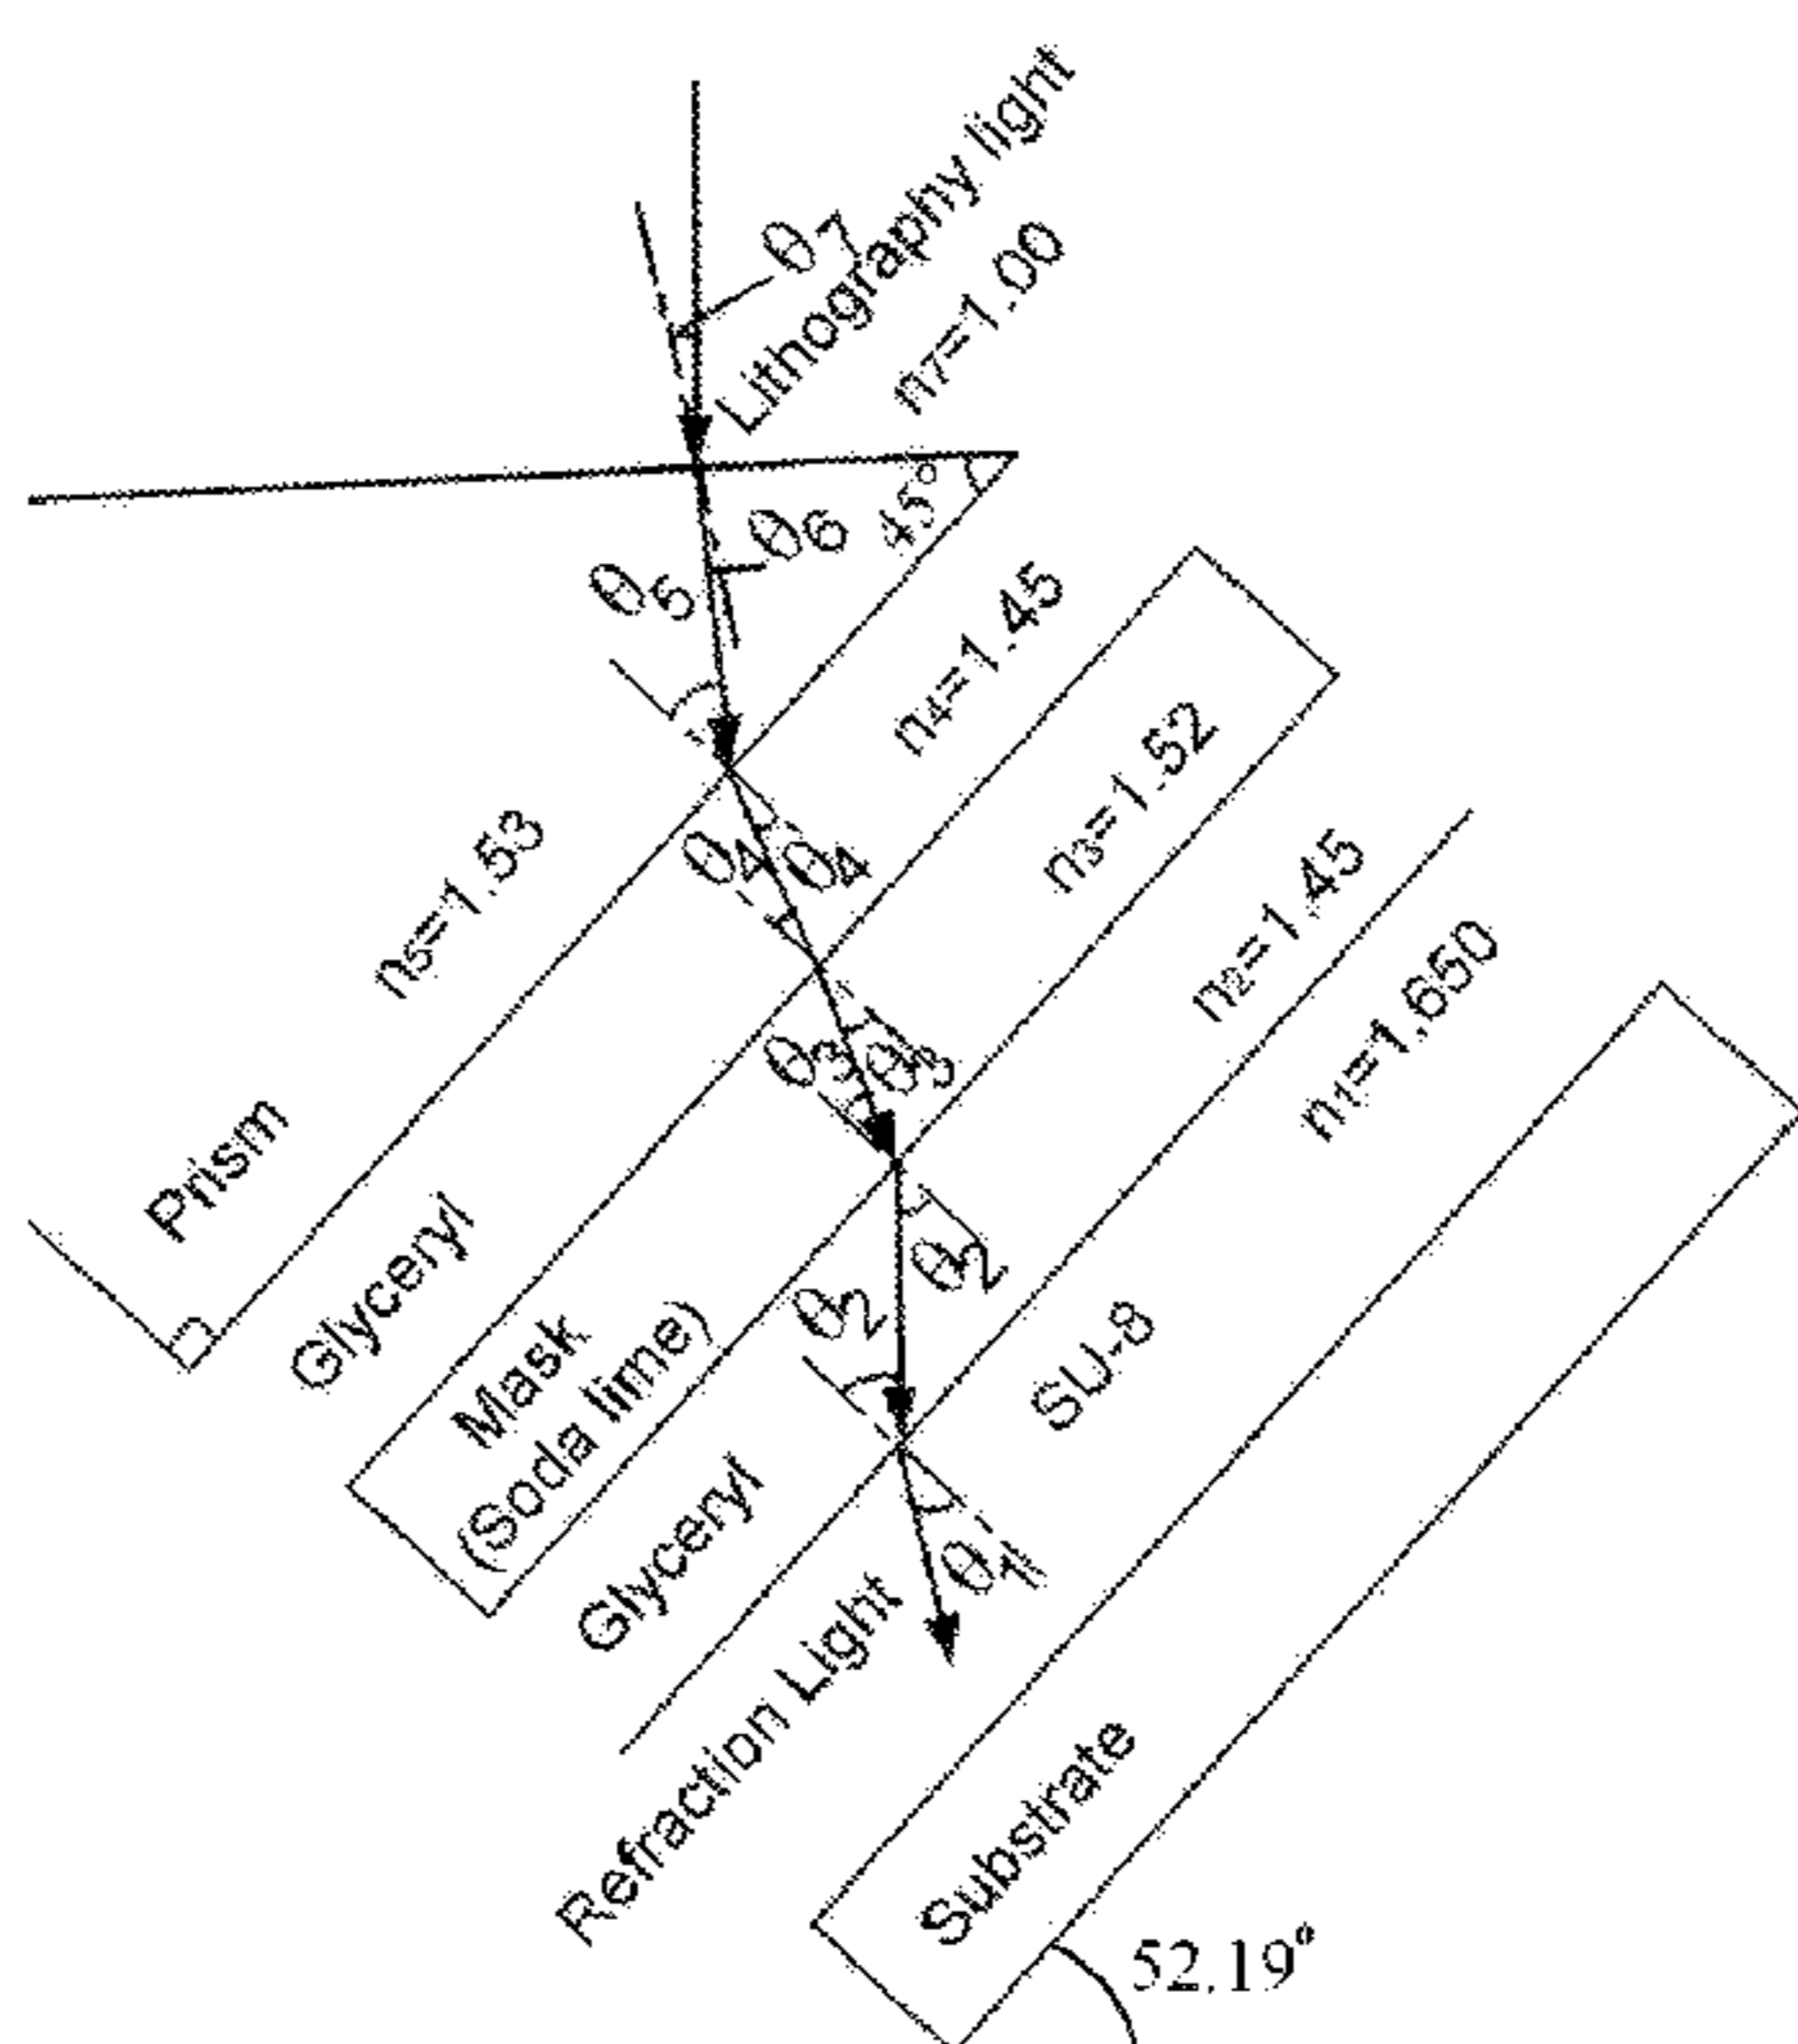 Lithography light
n7=1.00
θ7
θ6
45°
θ5
n4=1.45
n5=1.53
θ4
θ4
n3=1.52
Prism
Glyceryl
θ3
θ3
n2=1.45
Mask
(Soda lime)
θ2
θ2
n1=1.650
Glyceryl
SU-8
θ1
Refraction Light
Substrate
52.19°